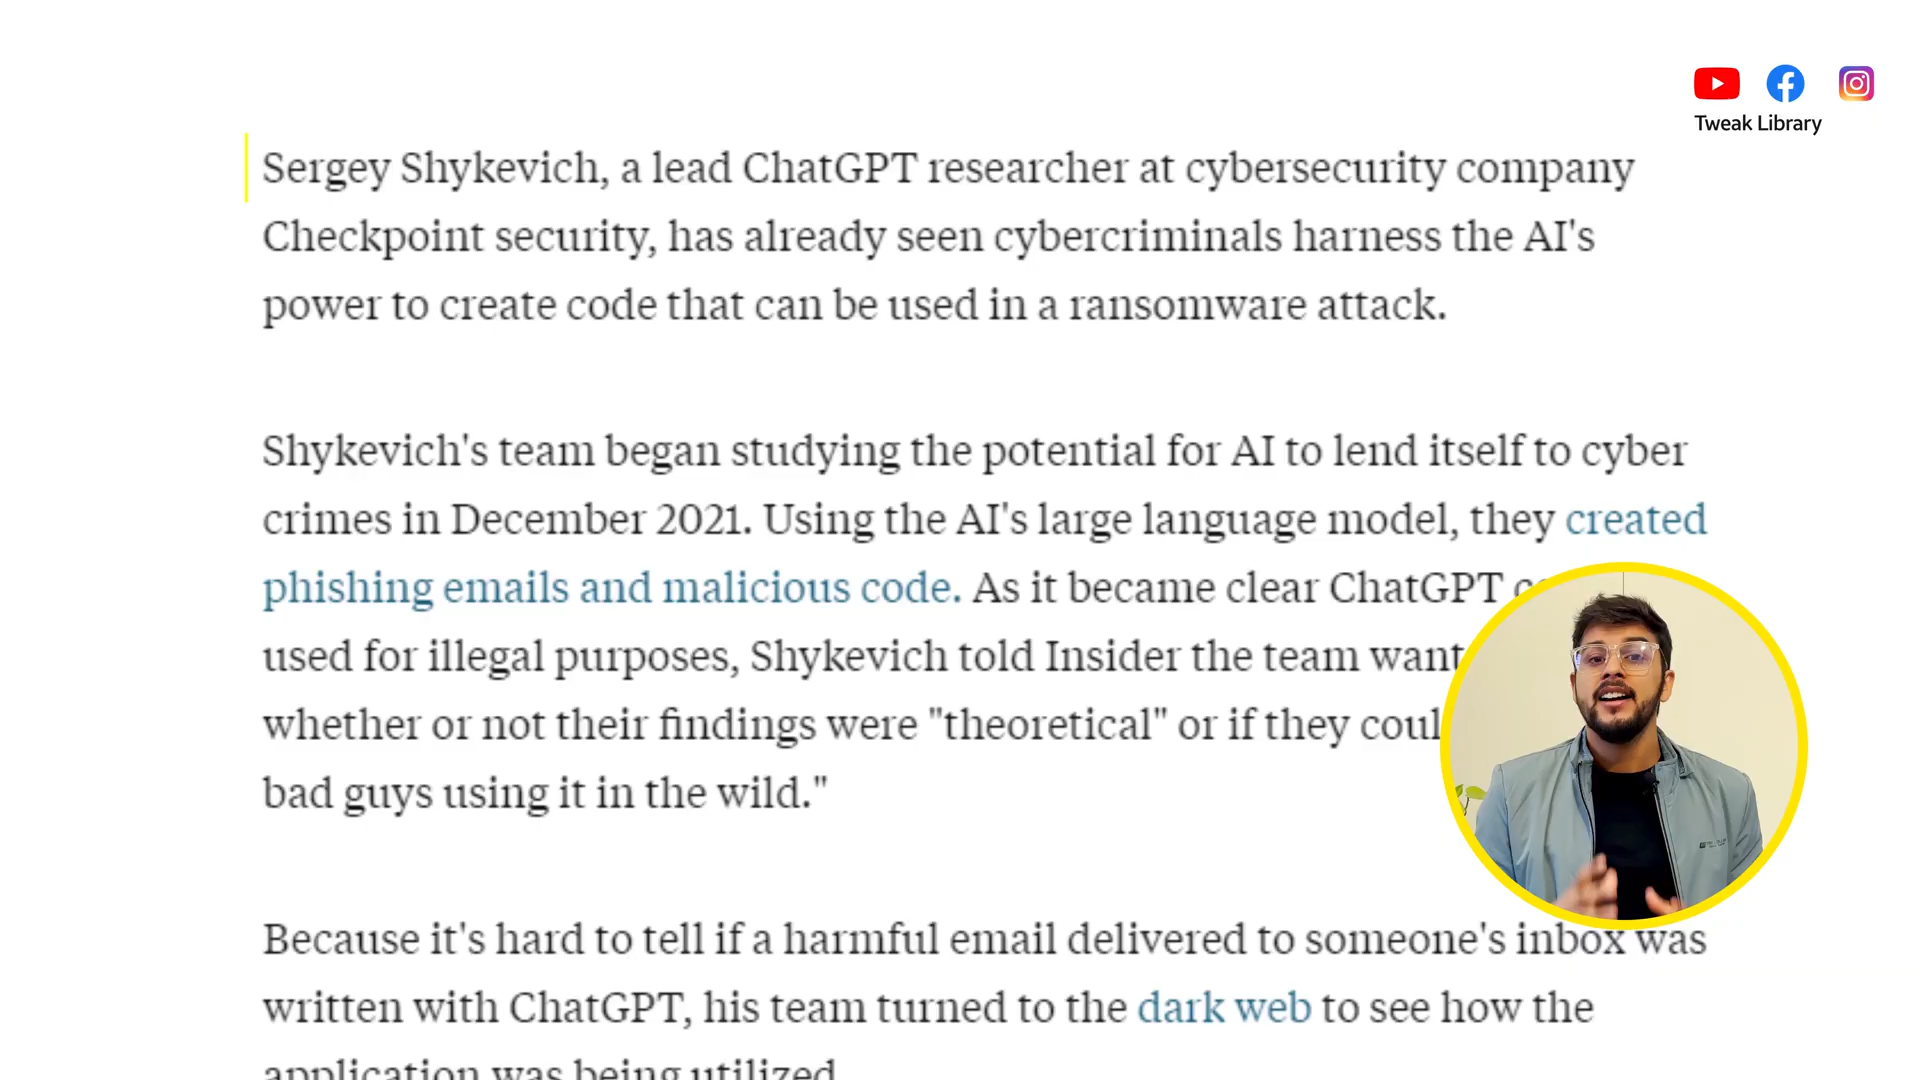 Tweak Library
Sergey Shykevich, a lead ChatGPT researcher at cybersecurity company
Checkpoint security, has already seen cybercriminals harness the AI's
power to create code that can be used in a ransomware attack.
Shykevich's team began studying the potential for AI to lend itself to cyber
crimes in December 2021. Using the AI's large language model, they created
phishing emails and malicious code. As it became clear ChatGPT
used for illegal purposes, Shykevich told Insider the team
whether or not their findings were "theoretical" or if they
bad guys using it in the wild."
Because it's hard to tell if a harmful email delivered to someone's inbox was
written with ChatGPT, his team turned to the dark web to see how the
application was being utilized